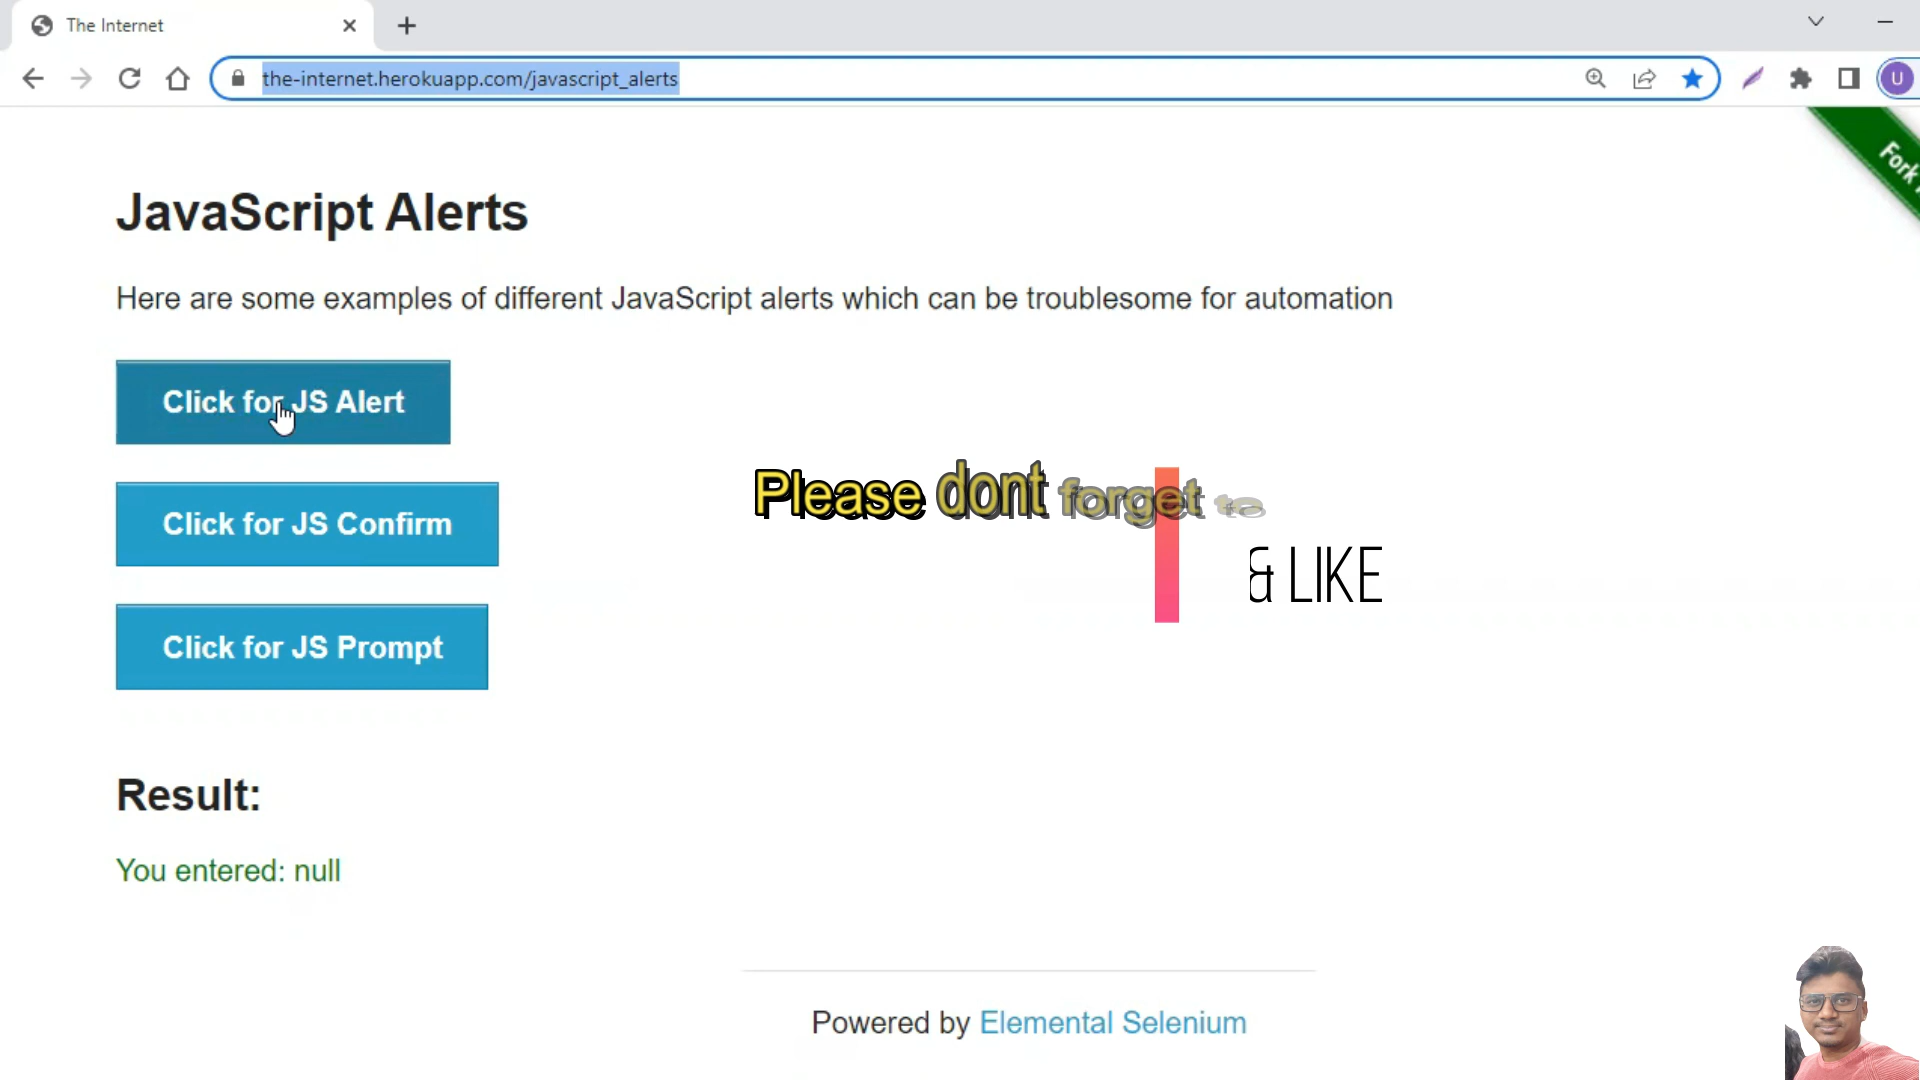 The Internet
the-internet.herokuapp.com/javascript_alerts
U
Fork
JavaScript Alerts
Here are some examples of different JavaScript alerts which can be troublesome for automation
Click for JS Alert
Please dont forget to
Click for JS Confirm
& LIKE
Click for JS Prompt
Result:
You entered: null
Powered by Elemental Selenium